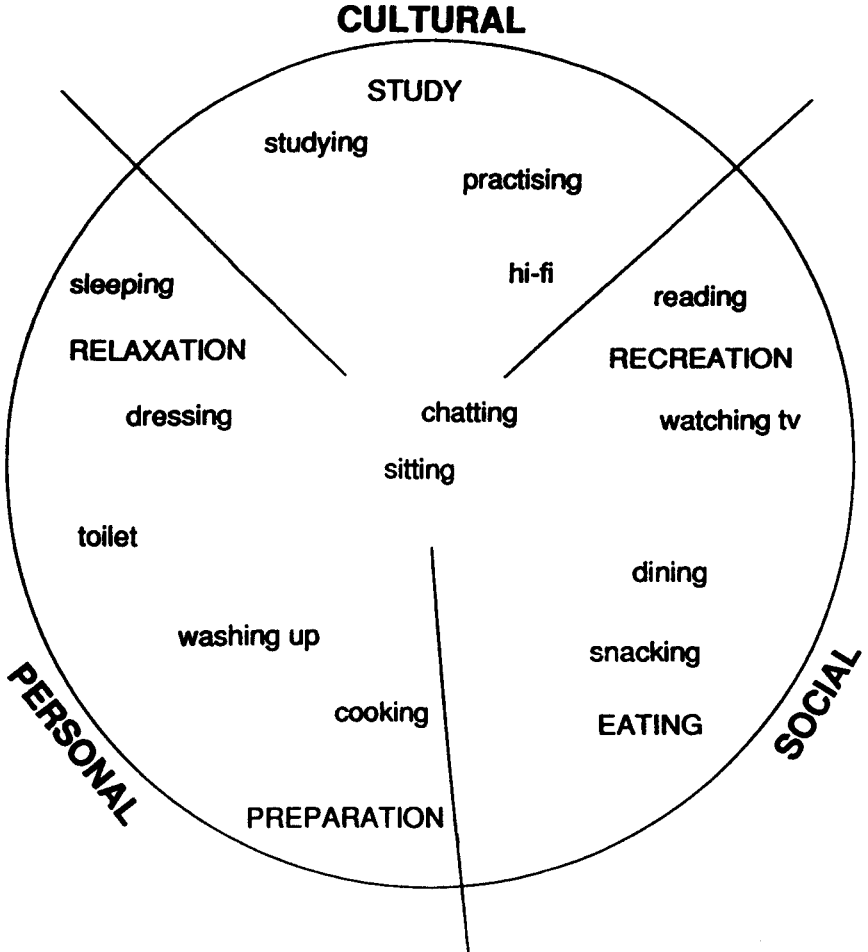 CULTURAL
STUDY
studying
practising
hi-fi
sleeping
reading
RELAXATION
RECREATION
dressing
chatting
watching tv
sitting
toilet
dining
washing up
snacking
cooking
EATING
PERSONAL
SOCIAL
PREPARATION